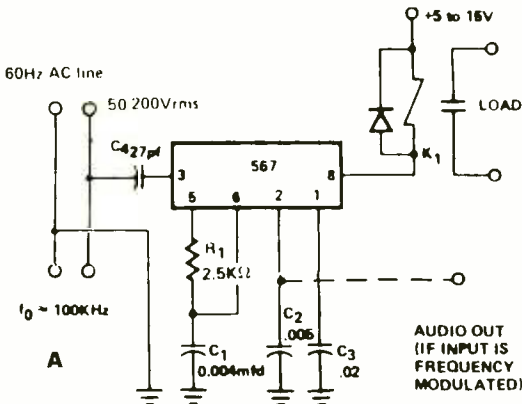 +5 to 15V
60Hz AC line
50 200Vrms
LOAD
C4 27pf
K1
3
567
8
5
6
2
1
R1
2.5KΩ
f0 ≈ 100KHz
A
C1
0.004mfd
C2
.005
C3
.02
AUDIO OUT
(IF INPUT IS
FREQUENCY
MODULATED)